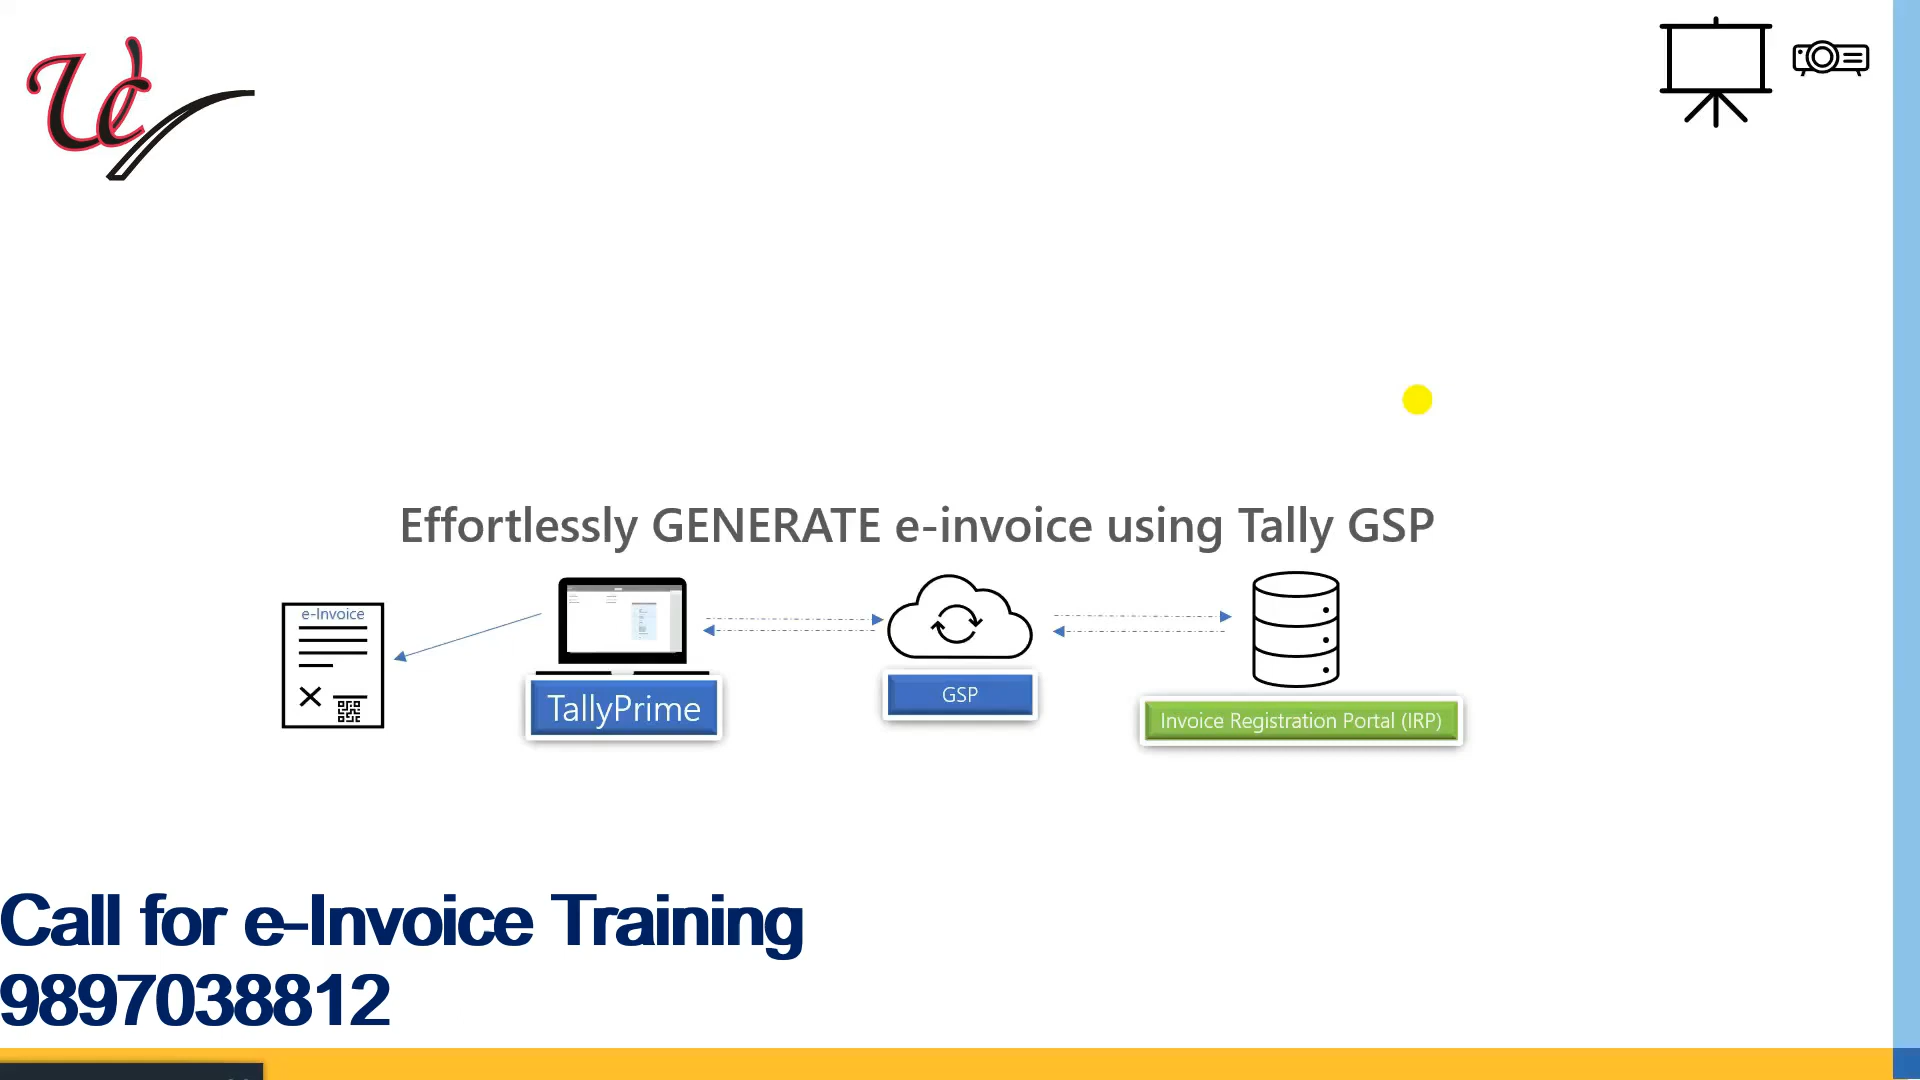 Effortlessly GENERATE e-invoice using Tally GSP
e-Invoice
TallyPrime
GSP
Invoice Registration Portal (IRP)
Call for e-Invoice Training
9897038812